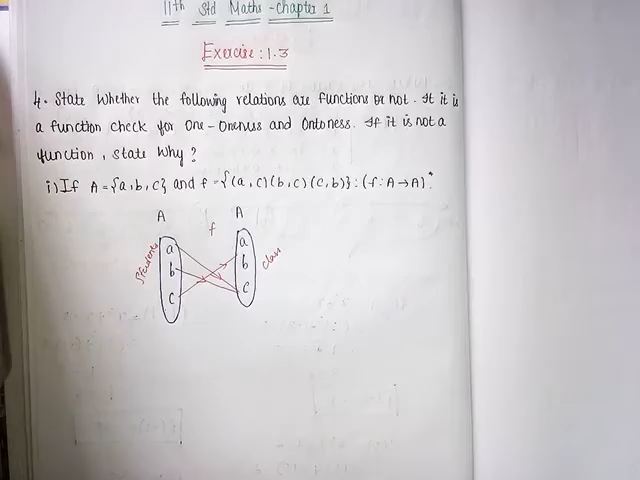 11th Std Maths - Chapter 1
Exercise : 1.3
4. State Whether the following relations are functions or not. If it is
a function check for One-Oneness and Ontoness. If it is not a
function, State Why?
i) If A = {a, b, c} and f = {(a, c) (b, c) (c, b)} : (f : A → A).
A f A
Students
a a
b b
c c
class